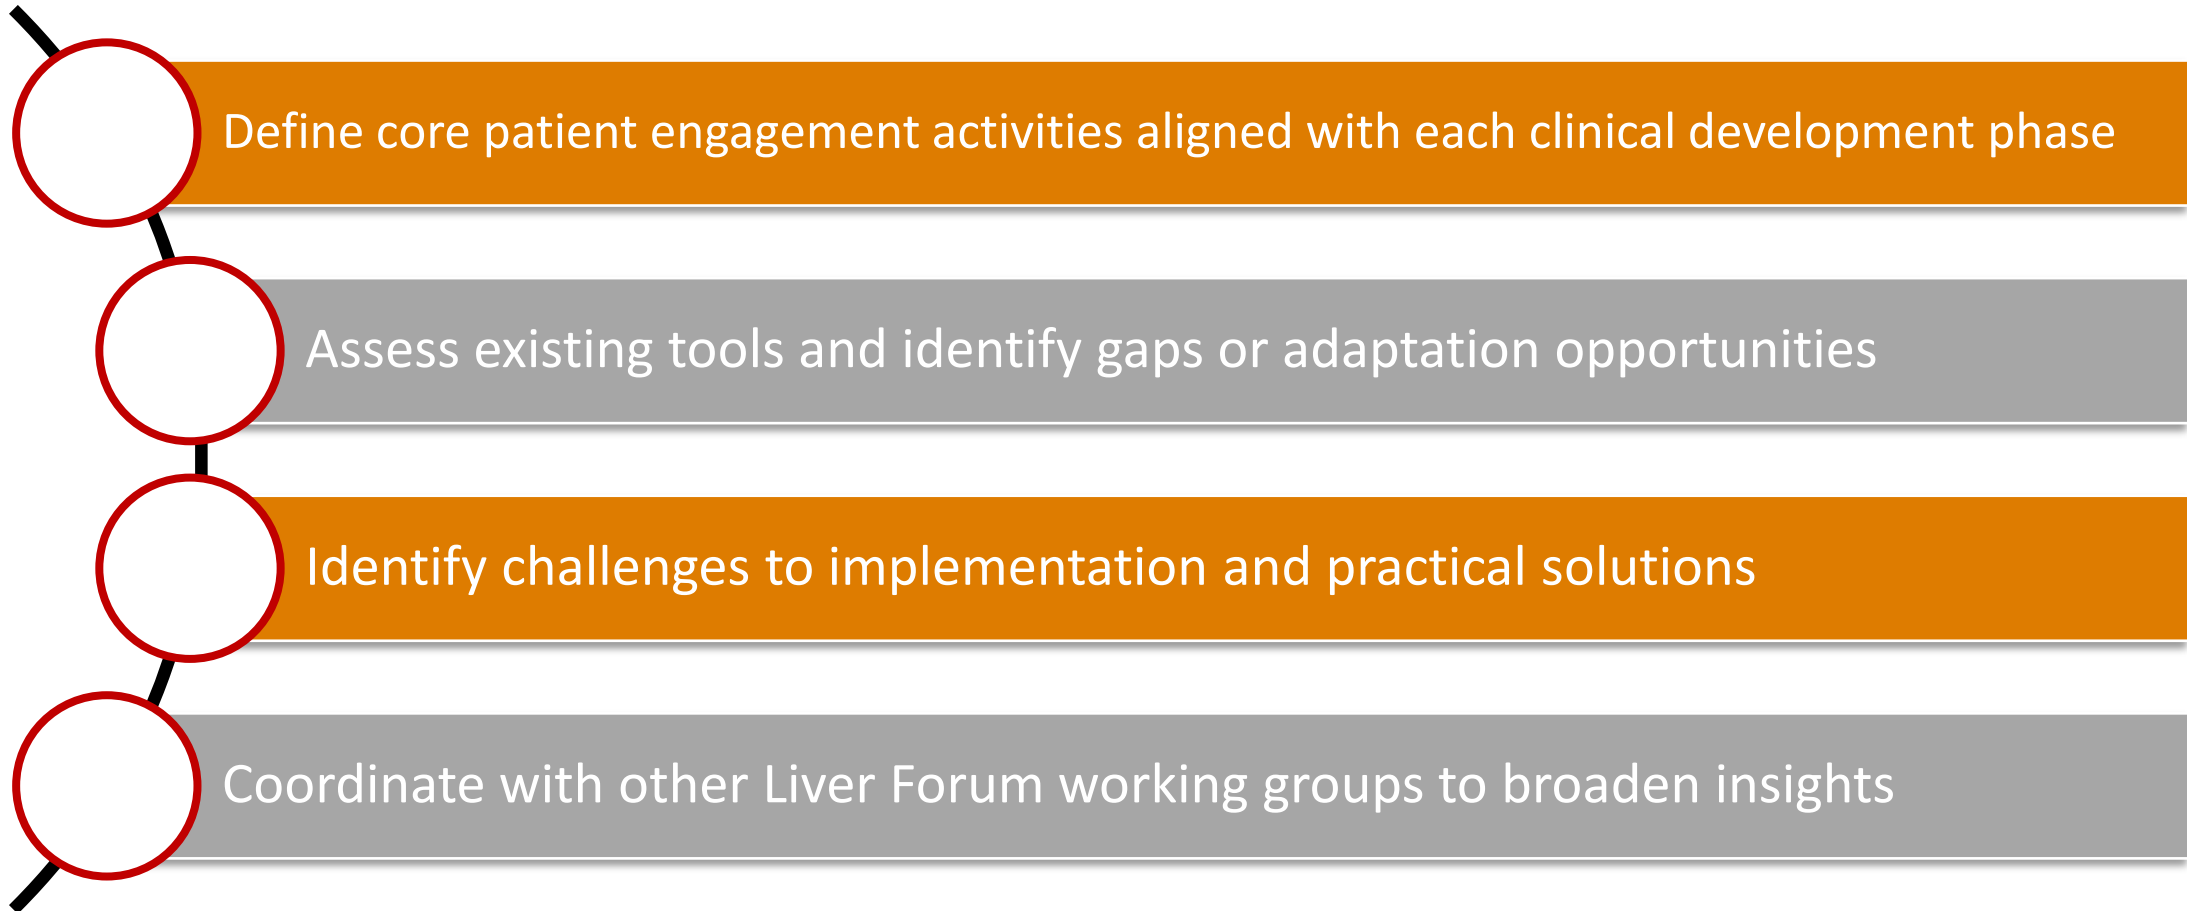 Define core patient engagement activities aligned with each clinical development phase
Assess existing tools and identify gaps or adaptation opportunities
Identify challenges to implementation and practical solutions
Coordinate with other Liver Forum working groups to broaden insights